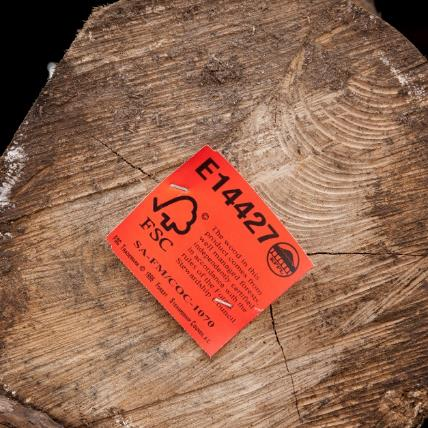 E14427
FSC
©
The wood in this
product comes from
well managed forests
independently certified
in accordance with the
rules of the Forest
Stewardship Council
SA-FM/COC-1070
FSC Trademark © 1996 Forest Stewardship Council A.C.